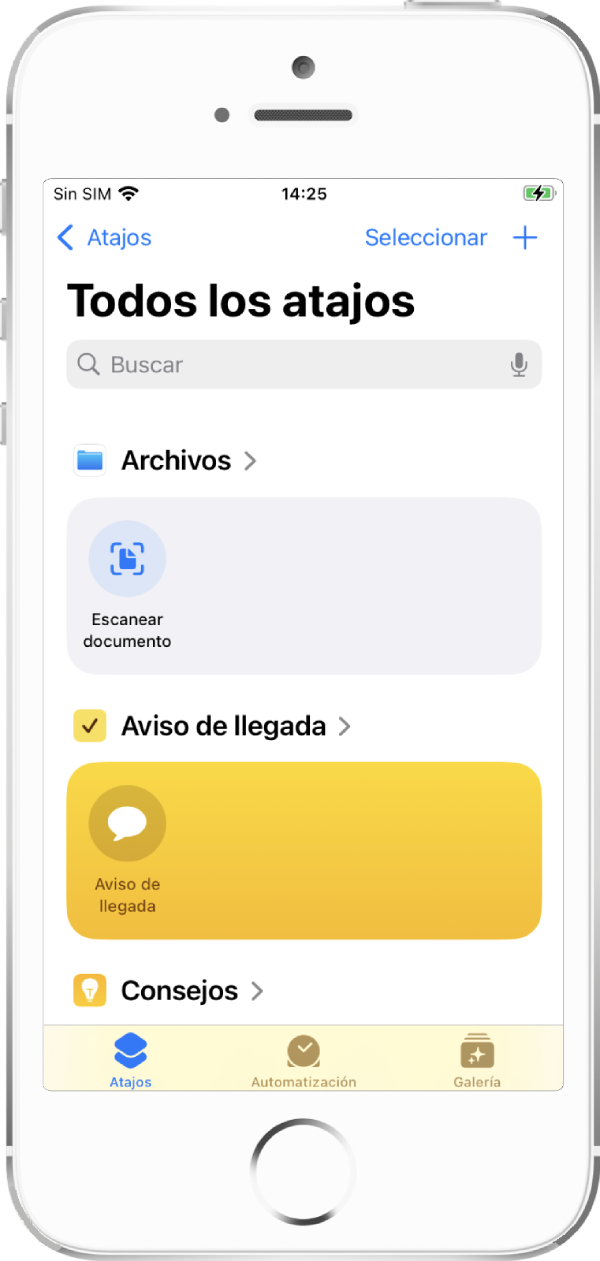 Sin SIM
14:25
Atajos
Seleccionar
Todos los atajos
Buscar
Archivos
Escanear
documento
Aviso de llegada
Aviso de
llegada
Consejos
Atajos
Automatización
Galería